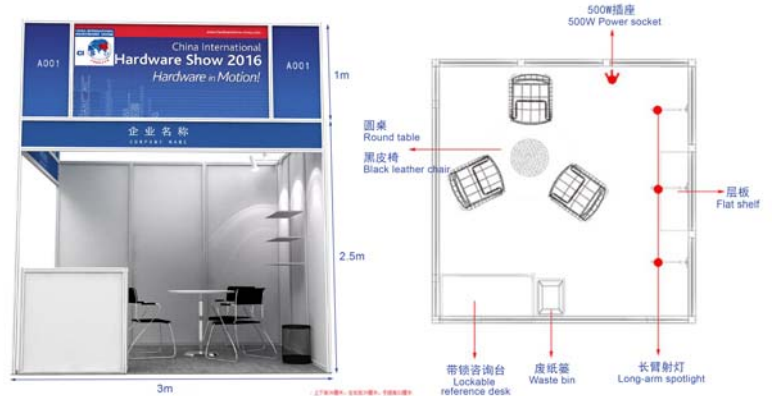 China International
Hardware Show 2016
Hardware in Motion!
A001
A001
企业名称
COMPANY NAME
1m
2.5m
3m
500W插座
500W Power socket
圆桌
Round table
黑皮椅
Black leather chair
层板
Flat shelf
带锁咨询台
Lockable
reference desk
废纸篓
Waste bin
长臂射灯
Long-arm spotlight